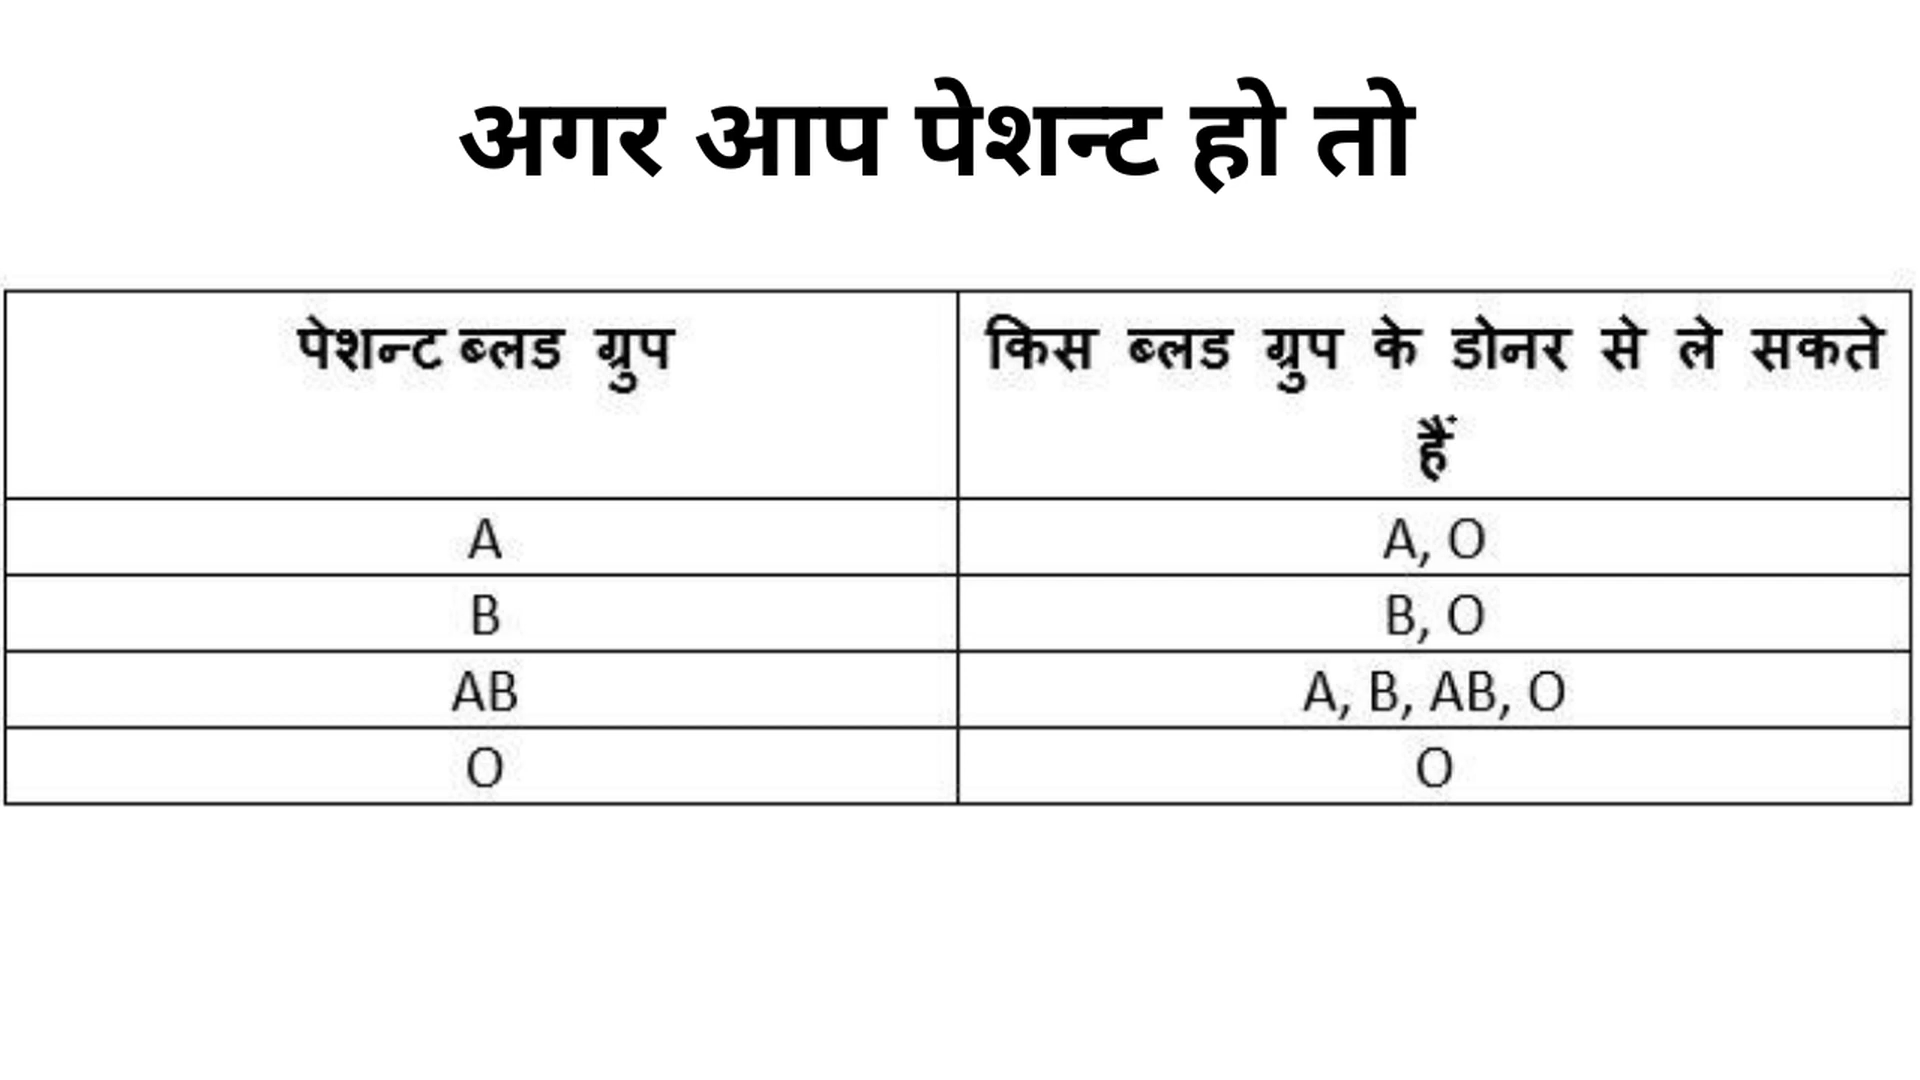 अगर आप पेशन्ट हो तो
पेशन्ट ब्लड ग्रुप
किस ब्लड ग्रुप के डोनर से ले सकते
हैं
A
A, O
B
B, O
AB
A, B, AB, O
O
O